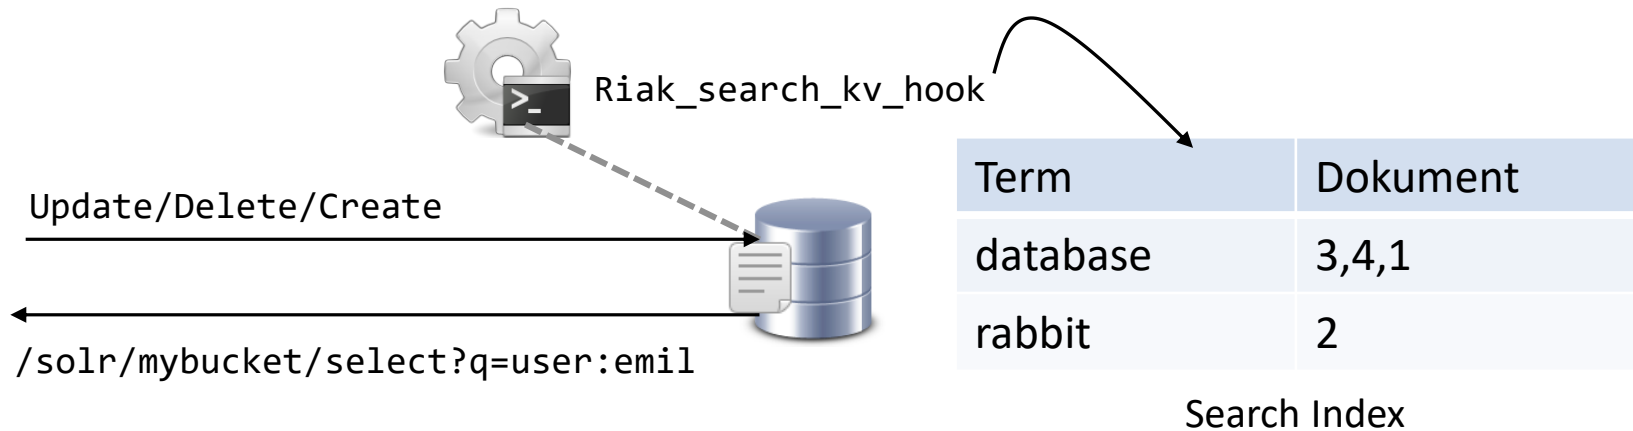 >_
Riak_search_kv_hook
Update/Delete/Create
/solr/mybucket/select?q=user:emil
Term Dokument
database 3,4,1
rabbit 2
Search Index